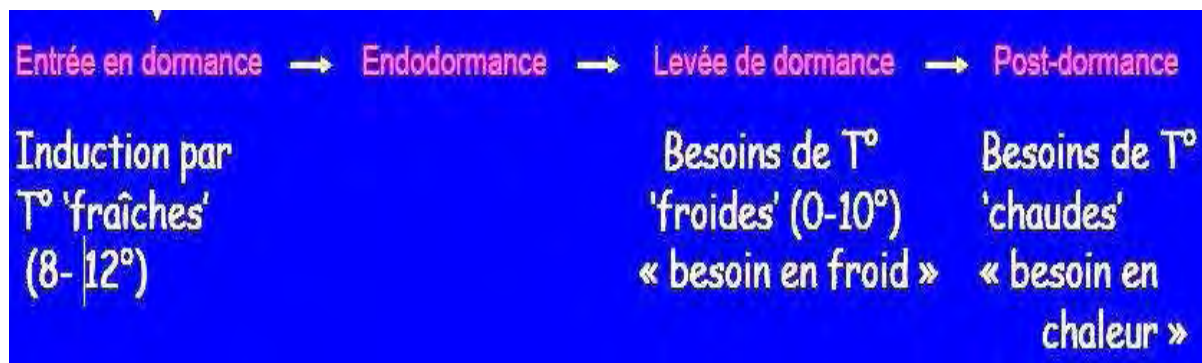 Entrée en dormance → Endodormance → Levée de dormance → Post-dormance
Induction par
T° 'fraîches'
(8- 12°)
Besoins de T°
'froides' (0-10°)
« besoin en froid »
Besoins de T°
'chaudes'
« besoin en
chaleur »